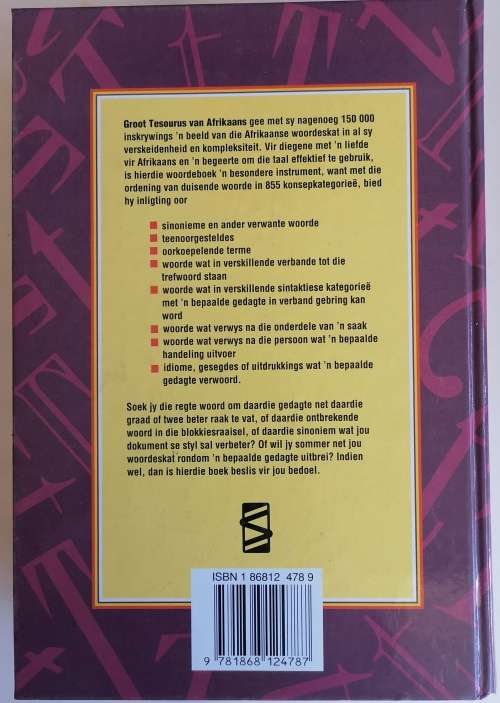 Groot Tesourus van Afrikaans gee met sy nagenoeg 150 000
inskrywings 'n beeld van die Afrikaanse woordeskat in al sy
verskeidenheid en kompleksiteit. Vir diegene met 'n liefde
vir Afrikaans en 'n begeerte om die taal effektief te gebruik,
is hierdie woordeboek 'n besondere instrument, want met die
ordening van duisende woorde in 855 konsepkategorieë, bied
hy inligting oor
sinonieme en ander verwante woorde
teenoorgesteldes
oorkoepelende terme
woorde wat in verskillende verbande tot die
trefwoord staan
woorde wat in verskillende sintaktiese kategorieë
met 'n bepaalde gedagte in verband gebring kan
word
woorde wat verwys na die onderdele van 'n saak
woorde wat verwys na die persoon wat 'n bepaalde
handeling uitvoer
idiome, gesegdes of uitdrukkings wat 'n bepaalde
gedagte verwoord.
Soek jy die regte woord om daardie gedagte net daardie
graad of twee beter raak te vat, of daardie ontbrekende
woord in die blokkiesraaisel, of daardie sinoniem wat jou
dokument se styl sal verbeter? Of wil jy sommer net jou
woordeskat rondom 'n bepaalde gedagte uitbrei? Indien
wel, dan is hierdie boek beslis vir jou bedoel.
ISBN 1 86812 478 9
9 781868 124787